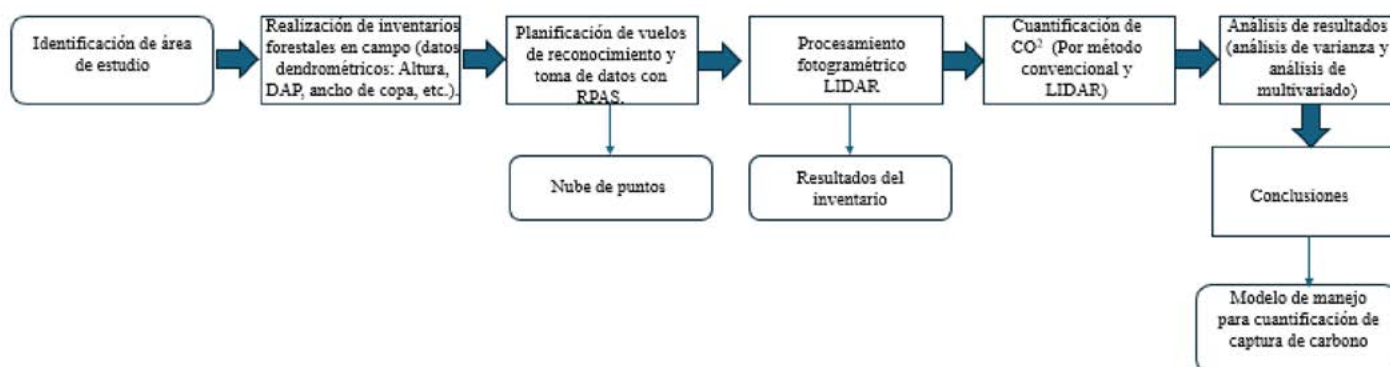 Identificación de área
de estudio
Realización de inventarios
forestales en campo (datos
dendrométricos: Altura,
DAP, ancho de copa, etc.).
Planificación de vuelos
de reconocimiento y
toma de datos con
RPAS.
Procesamiento
fotogramétrico
LIDAR
Cuantificación de
CO² (Por método
convencional y
LIDAR)
Análisis de resultados
(análisis de varianza y
análisis de
multivariado)
Nube de puntos
Resultados del
inventario
Conclusiones
Modelo de manejo
para cuantificación de
captura de carbono